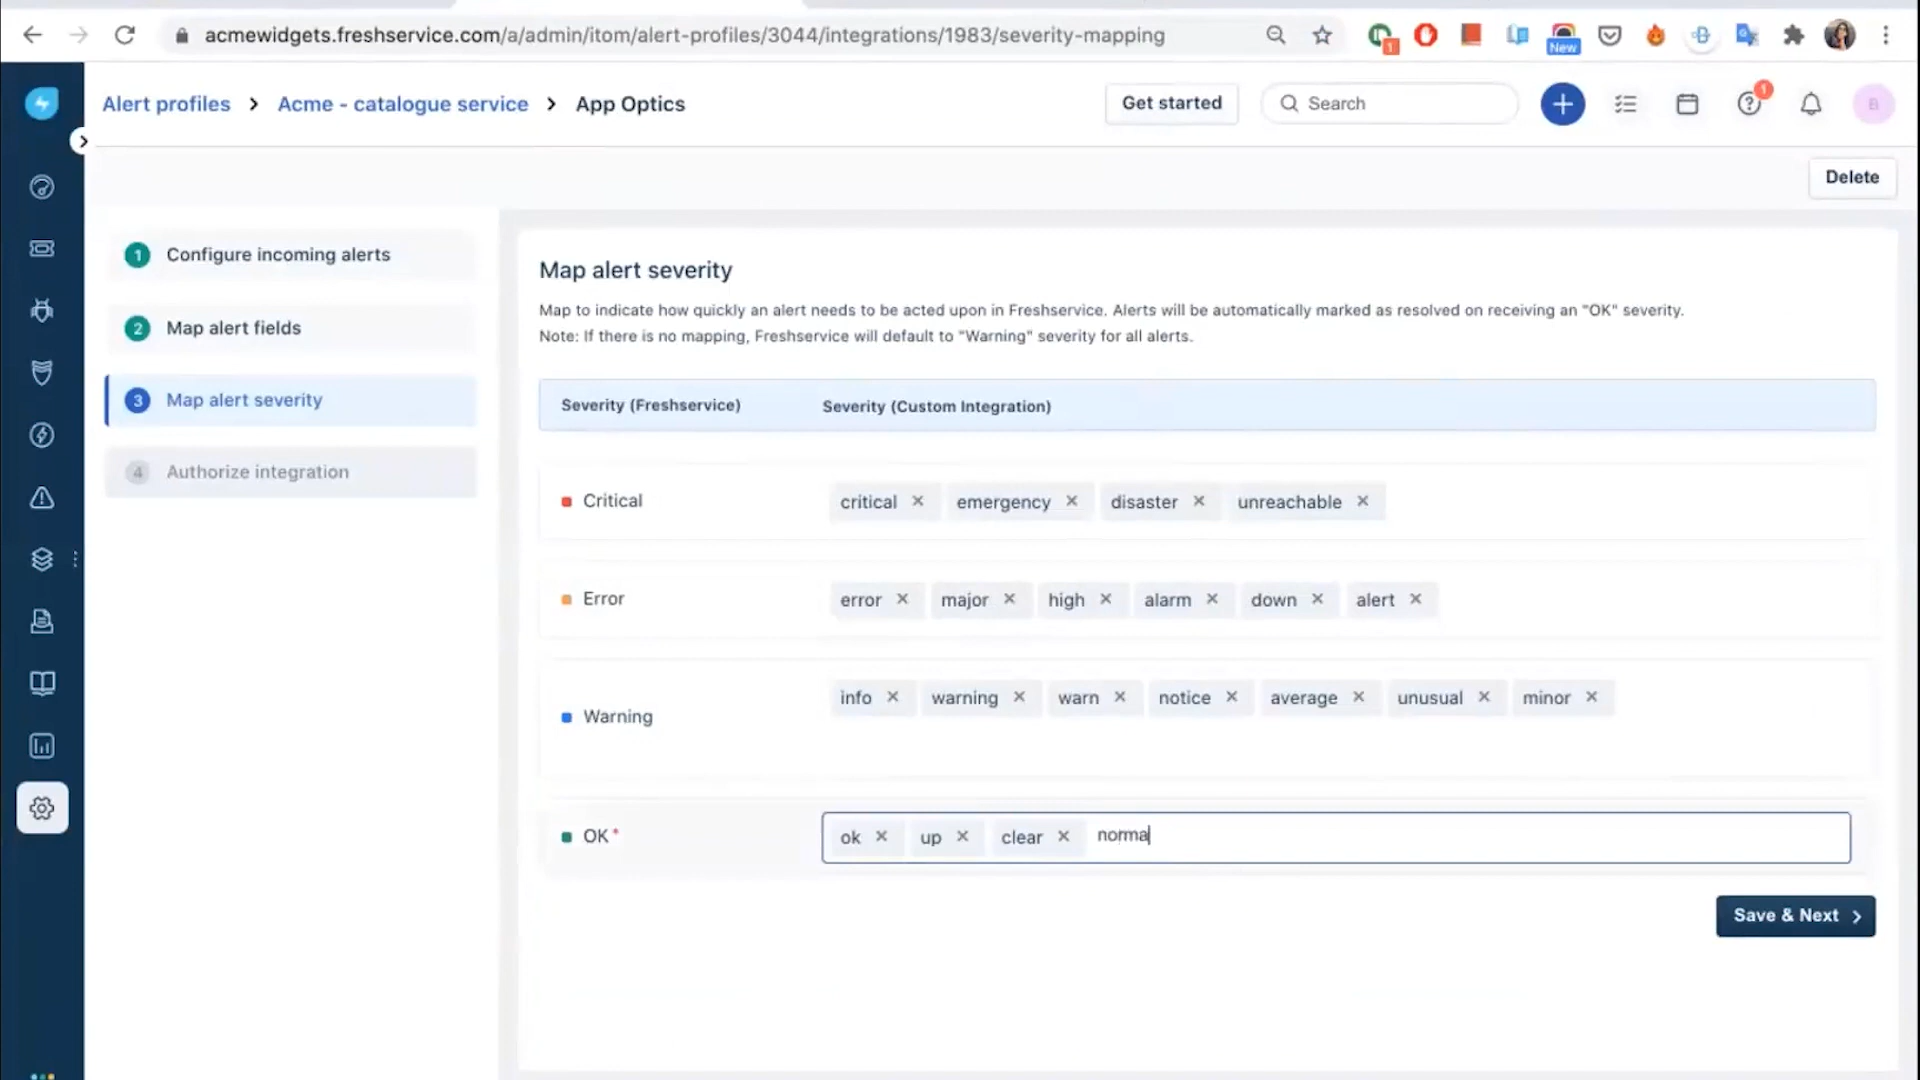 acmewidgets.freshservice.com/a/admin/itom/alert-profiles/3044/integrations/1983/severity-mapping
1
New
Alert profiles > Acme - catalogue service > App Optics
Get started
Search
1
B
Delete
1 Configure incoming alerts
2 Map alert fields
3 Map alert severity
4 Authorize integration
Map alert severity
Map to indicate how quickly an alert needs to be acted upon in Freshservice. Alerts will be automatically marked as resolved on receiving an "OK" severity.
Note: If there is no mapping, Freshservice will default to "Warning" severity for all alerts.
Severity (Freshservice) Severity (Custom Integration)
Critical critical × emergency × disaster × unreachable ×
Error error × major × high × alarm × down × alert ×
Warning info × warning × warn × notice × average × unusual × minor ×
OK * ok × up × clear × norma
Save & Next >